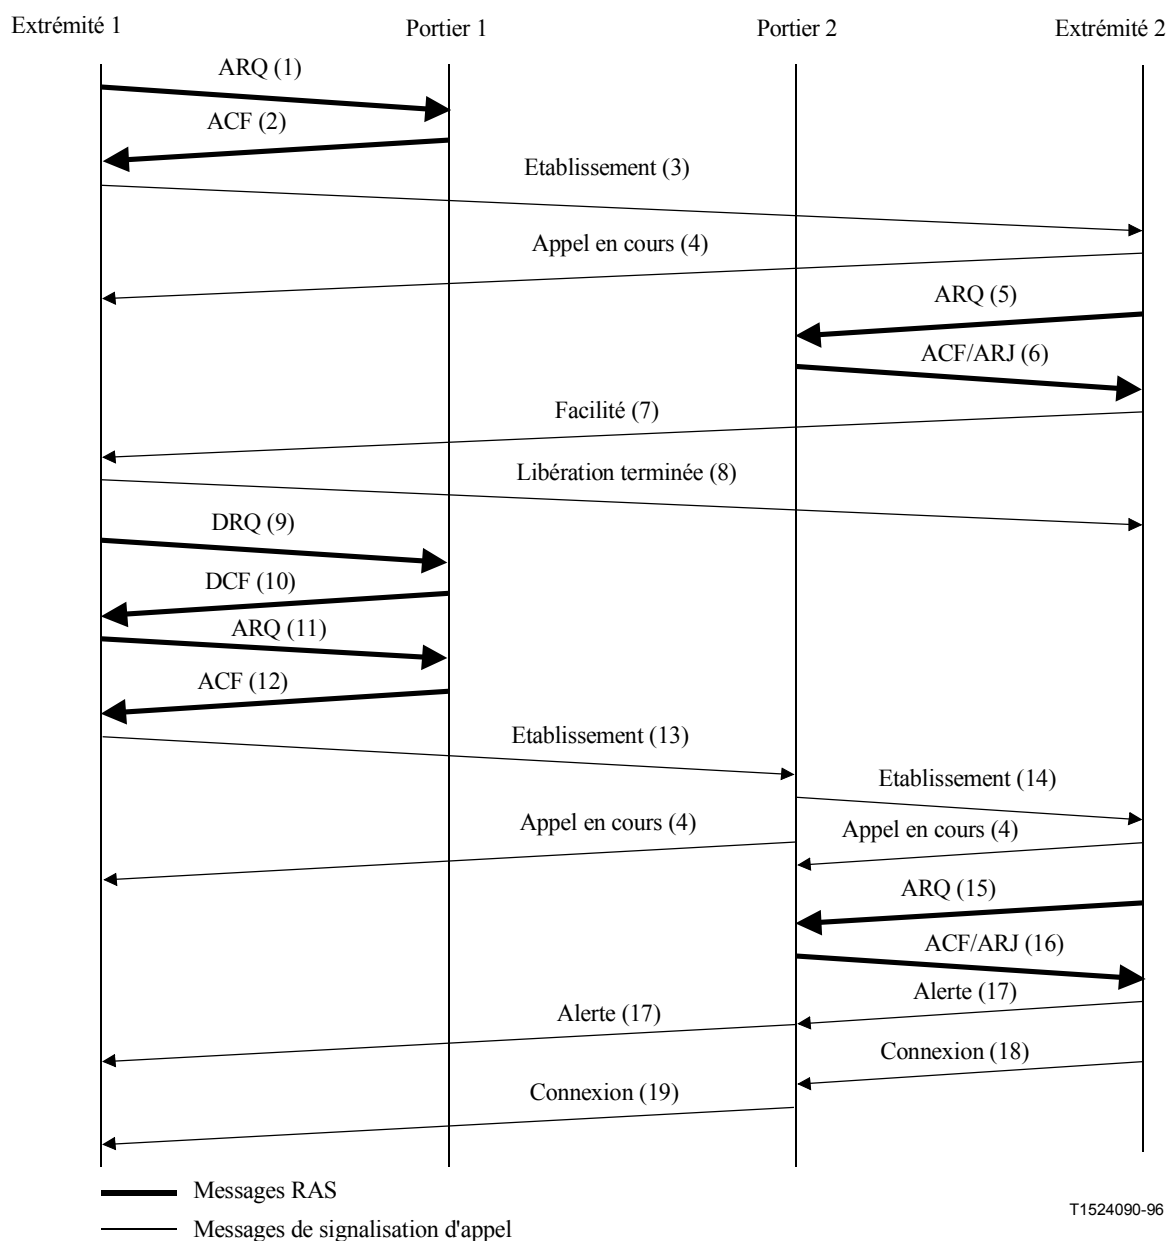 Extrémité 1
Portier 1
Portier 2
Extrémité 2
ARQ (1)
ACF (2)
Etablissement (3)
Appel en cours (4)
ARQ (5)
ACF/ARJ (6)
Facilité (7)
Libération terminée (8)
DRQ (9)
DCF (10)
ARQ (11)
ACF (12)
Etablissement (13)
Etablissement (14)
Appel en cours (4)
Appel en cours (4)
ARQ (15)
ACF/ARJ (16)
Alerte (17)
Alerte (17)
Connexion (18)
Connexion (19)
Messages RAS
Messages de signalisation d'appel
T1524090-96